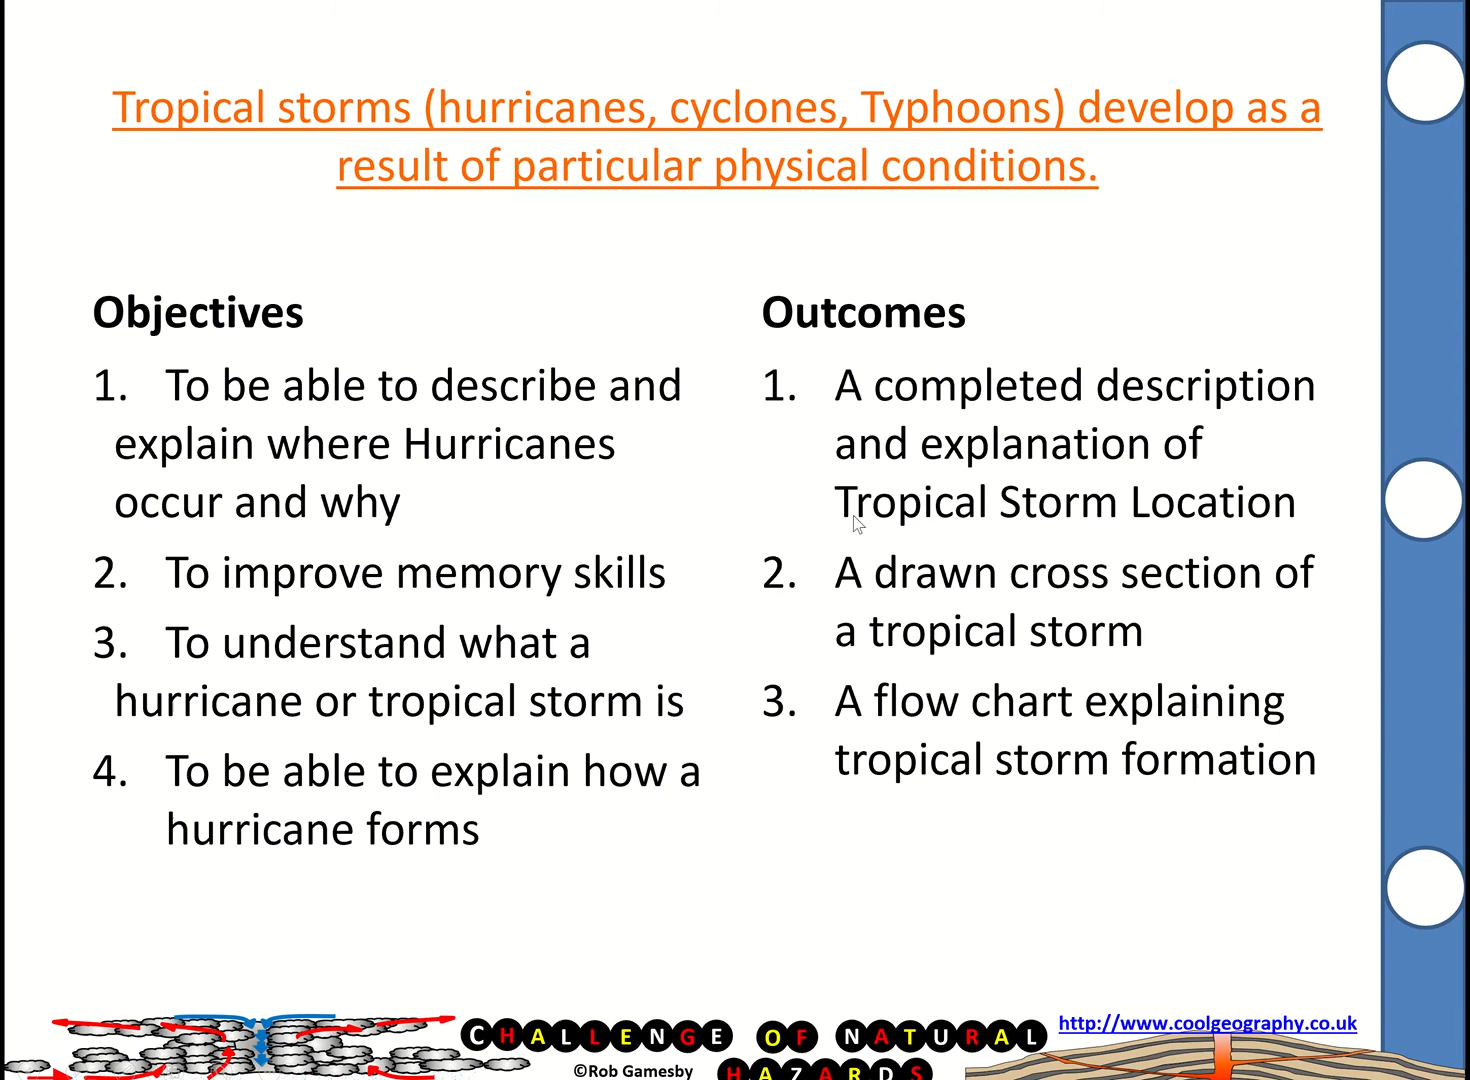 Tropical storms (hurricanes, cyclones, Typhoons) develop as a
result of particular physical conditions.
Objectives
1. To be able to describe and
explain where Hurricanes
occur and why
2. To improve memory skills
3. To understand what a
hurricane or tropical storm is
4. To be able to explain how a
hurricane forms
Outcomes
1. A completed description
and explanation of
Tropical Storm Location
2. A drawn cross section of
a tropical storm
3. A flow chart explaining
tropical storm formation
CHALLENGE OF NATURAL
HAZARDS
©Rob Gamesby
http://www.coolgeography.co.uk